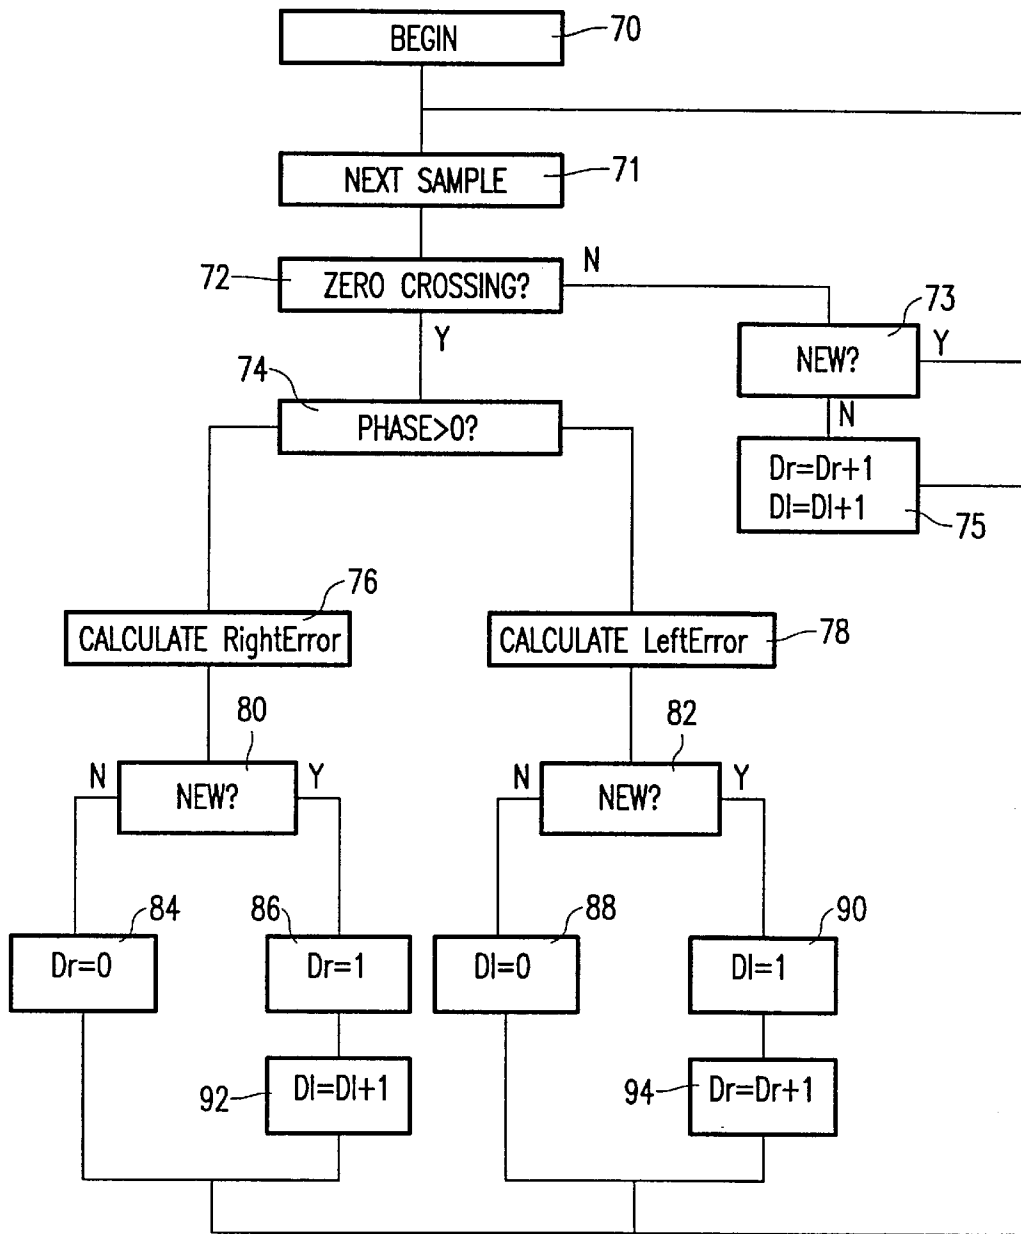 BEGIN
70
NEXT SAMPLE
71
72
ZERO CROSSING?
N
Y
73
NEW?
Y
N
74
PHASE>0?
Dr=Dr+1
Dl=Dl+1
75
76
CALCULATE RightError
CALCULATE LeftError
78
80
N
NEW?
Y
82
N
NEW?
Y
84
Dr=0
86
Dr=1
88
Dl=0
90
Dl=1
92
Dl=Dl+1
94
Dr=Dr+1